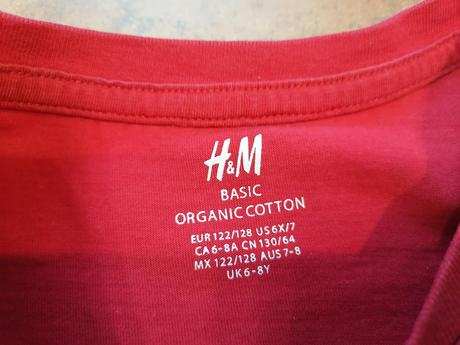 H&M
BASIC
ORGANIC COTTON
EUR 122/128 US 6X/7
CA 6-8A CN 130/64
MX 122/128 AUS 7-8
UK 6-8Y